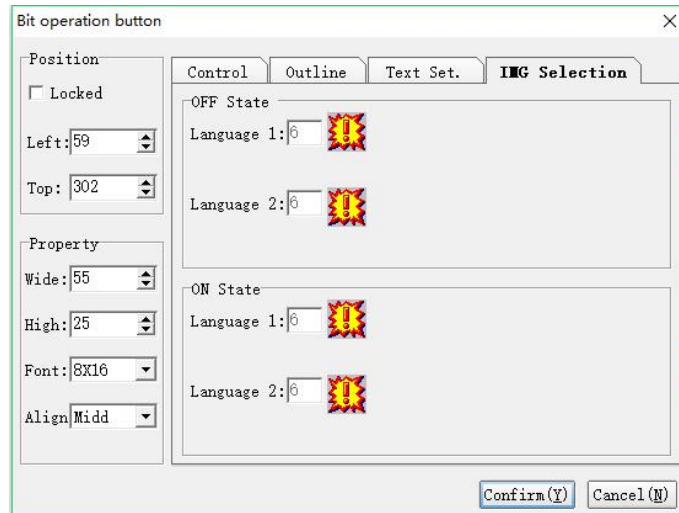 Bit operation button
Position
Locked
Left: 59
Top: 302
Property
Wide: 55
High: 25
Font: 8X16
Align Midd
Control
Outline
Text Set.
IMG Selection
OFF State
Language 1: 6
Language 2: 6
ON State
Language 1: 6
Language 2: 6
Confirm(Y)
Cancel(N)